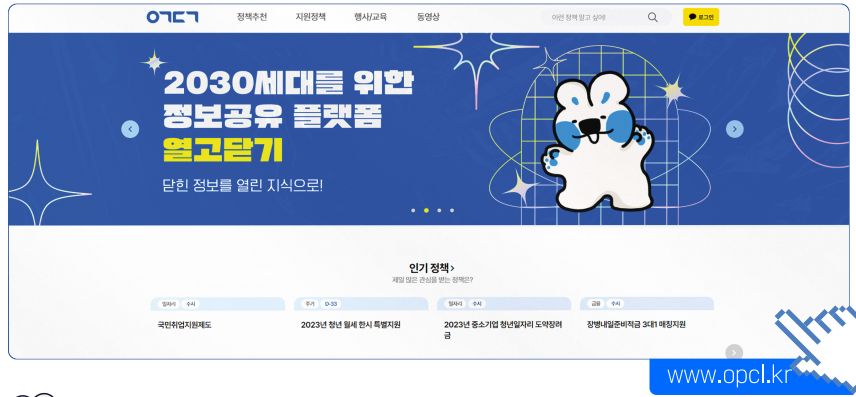 ㅇㄱㄷㄱ 정책추천 지원정책 행사/교육 동영상 이런 정책 알고 싶어! 로그인
2030세대를 위한
정보공유 플랫폼
열고닫기
닫힌 정보를 열린 지식으로!
인기 정책 >
제일 많은 관심을 받는 정책은?
일자리 수시 주거 D-33 일자리 수시 금융 수시
국민취업지원제도 2023년 청년 월세 한시 특별지원 2023년 중소기업 청년일자리 도약장려 장병내일준비적금 3대1 매칭지원
금
www.opcl.kr